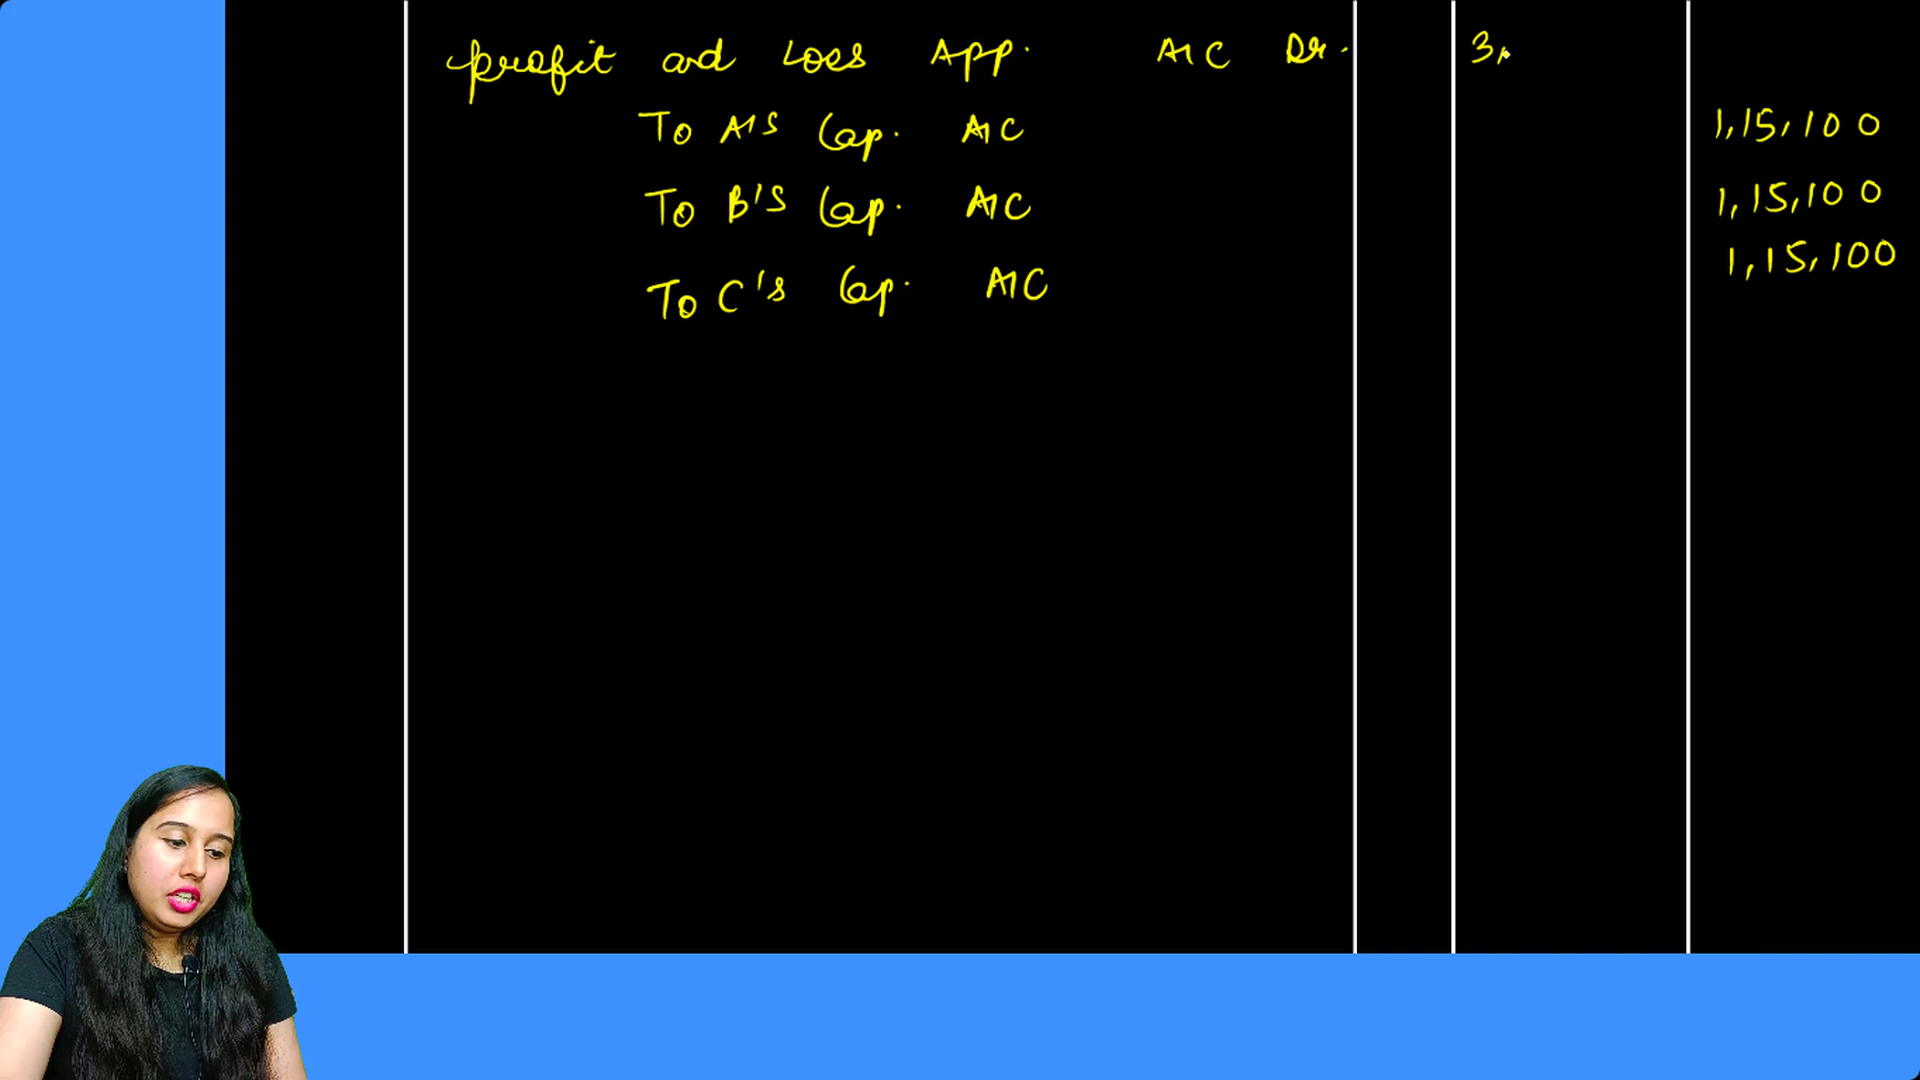 profit and Loss App. A/C Dr. 3,
To A's Cap. A/C 1,15,100
To B's Cap. A/C 1,15,100
To C's Cap. A/C 1,15,100